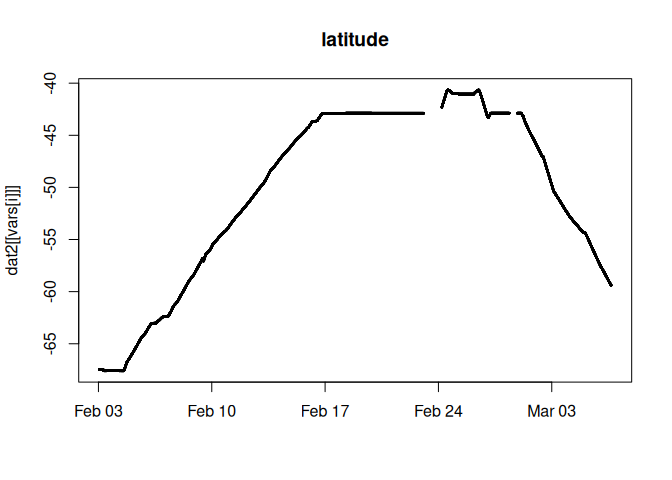 latitude
dat2[[vars[i]]]
-40
-45
-50
-55
-60
-65
Feb 03
Feb 10
Feb 17
Feb 24
Mar 03